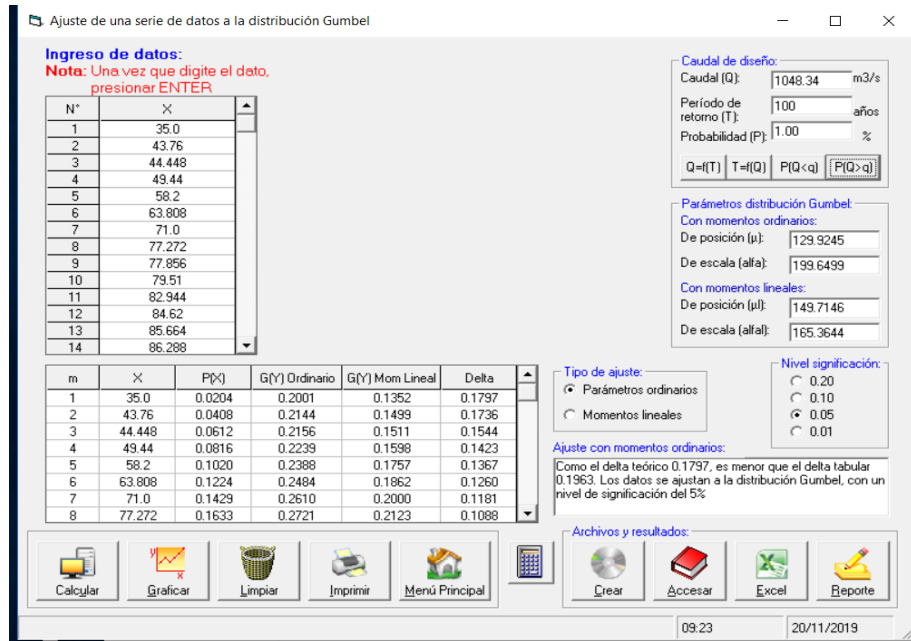 Ajuste de una serie de datos a la distribución Gumbel
Ingreso de datos:
Nota: Una vez que digite el dato,
presionar ENTER
N° X
1 35.0
2 43.76
3 44.448
4 49.44
5 58.2
6 63.808
7 71.0
8 77.272
9 77.856
10 79.51
11 82.944
12 84.62
13 85.664
14 86.288
Caudal de diseño:
Caudal (Q): 1048.34 m3/s
Período de
retorno (T): 100 años
Probabilidad (P): 1.00 %
Q=f(T) T=f(Q) P(Q<q) P(Q>q)
Parámetros distribución Gumbel:
Con momentos ordinarios:
De posición (µ): 129.9245
De escala (alfa): 199.6499
Con momentos lineales:
De posición (µl): 149.7146
De escala (alfal): 165.3644
m X P(X) G(Y) Ordinario G(Y) Mom Lineal Delta
1 35.0 0.0204 0.2001 0.1352 0.1797
2 43.76 0.0408 0.2144 0.1499 0.1736
3 44.448 0.0612 0.2156 0.1511 0.1544
4 49.44 0.0816 0.2239 0.1598 0.1423
5 58.2 0.1020 0.2388 0.1757 0.1367
6 63.808 0.1224 0.2484 0.1862 0.1260
7 71.0 0.1429 0.2610 0.2000 0.1181
8 77.272 0.1633 0.2721 0.2123 0.1088
Tipo de ajuste:
Parámetros ordinarios
Momentos lineales
Nivel significación:
0.20
0.10
0.05
0.01
Ajuste con momentos ordinarios:
Como el delta teórico 0.1797, es menor que el delta tabular
0.1963. Los datos se ajustan a la distribución Gumbel, con un
nivel de significación del 5%
Calcular Graficar Limpiar Imprimir Menú Principal
Archivos y resultados:
Crear Accesar Excel Reporte
09:23 20/11/2019